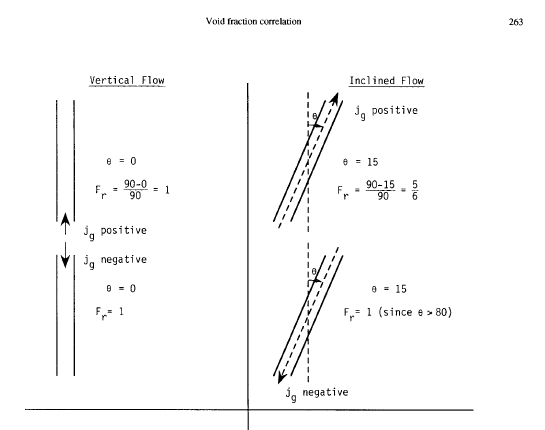 Void fraction correlation 263
Vertical Flow
θ = 0
F_r = 90-0/90 = 1
j_g positive
j_g negative
θ = 0
F_r = 1
Inclined Flow
θ
j_g positive
θ = 15
F_r = 90-15/90 = 5/6
θ
θ = 15
F_r = 1 (since θ > 80)
j_g negative